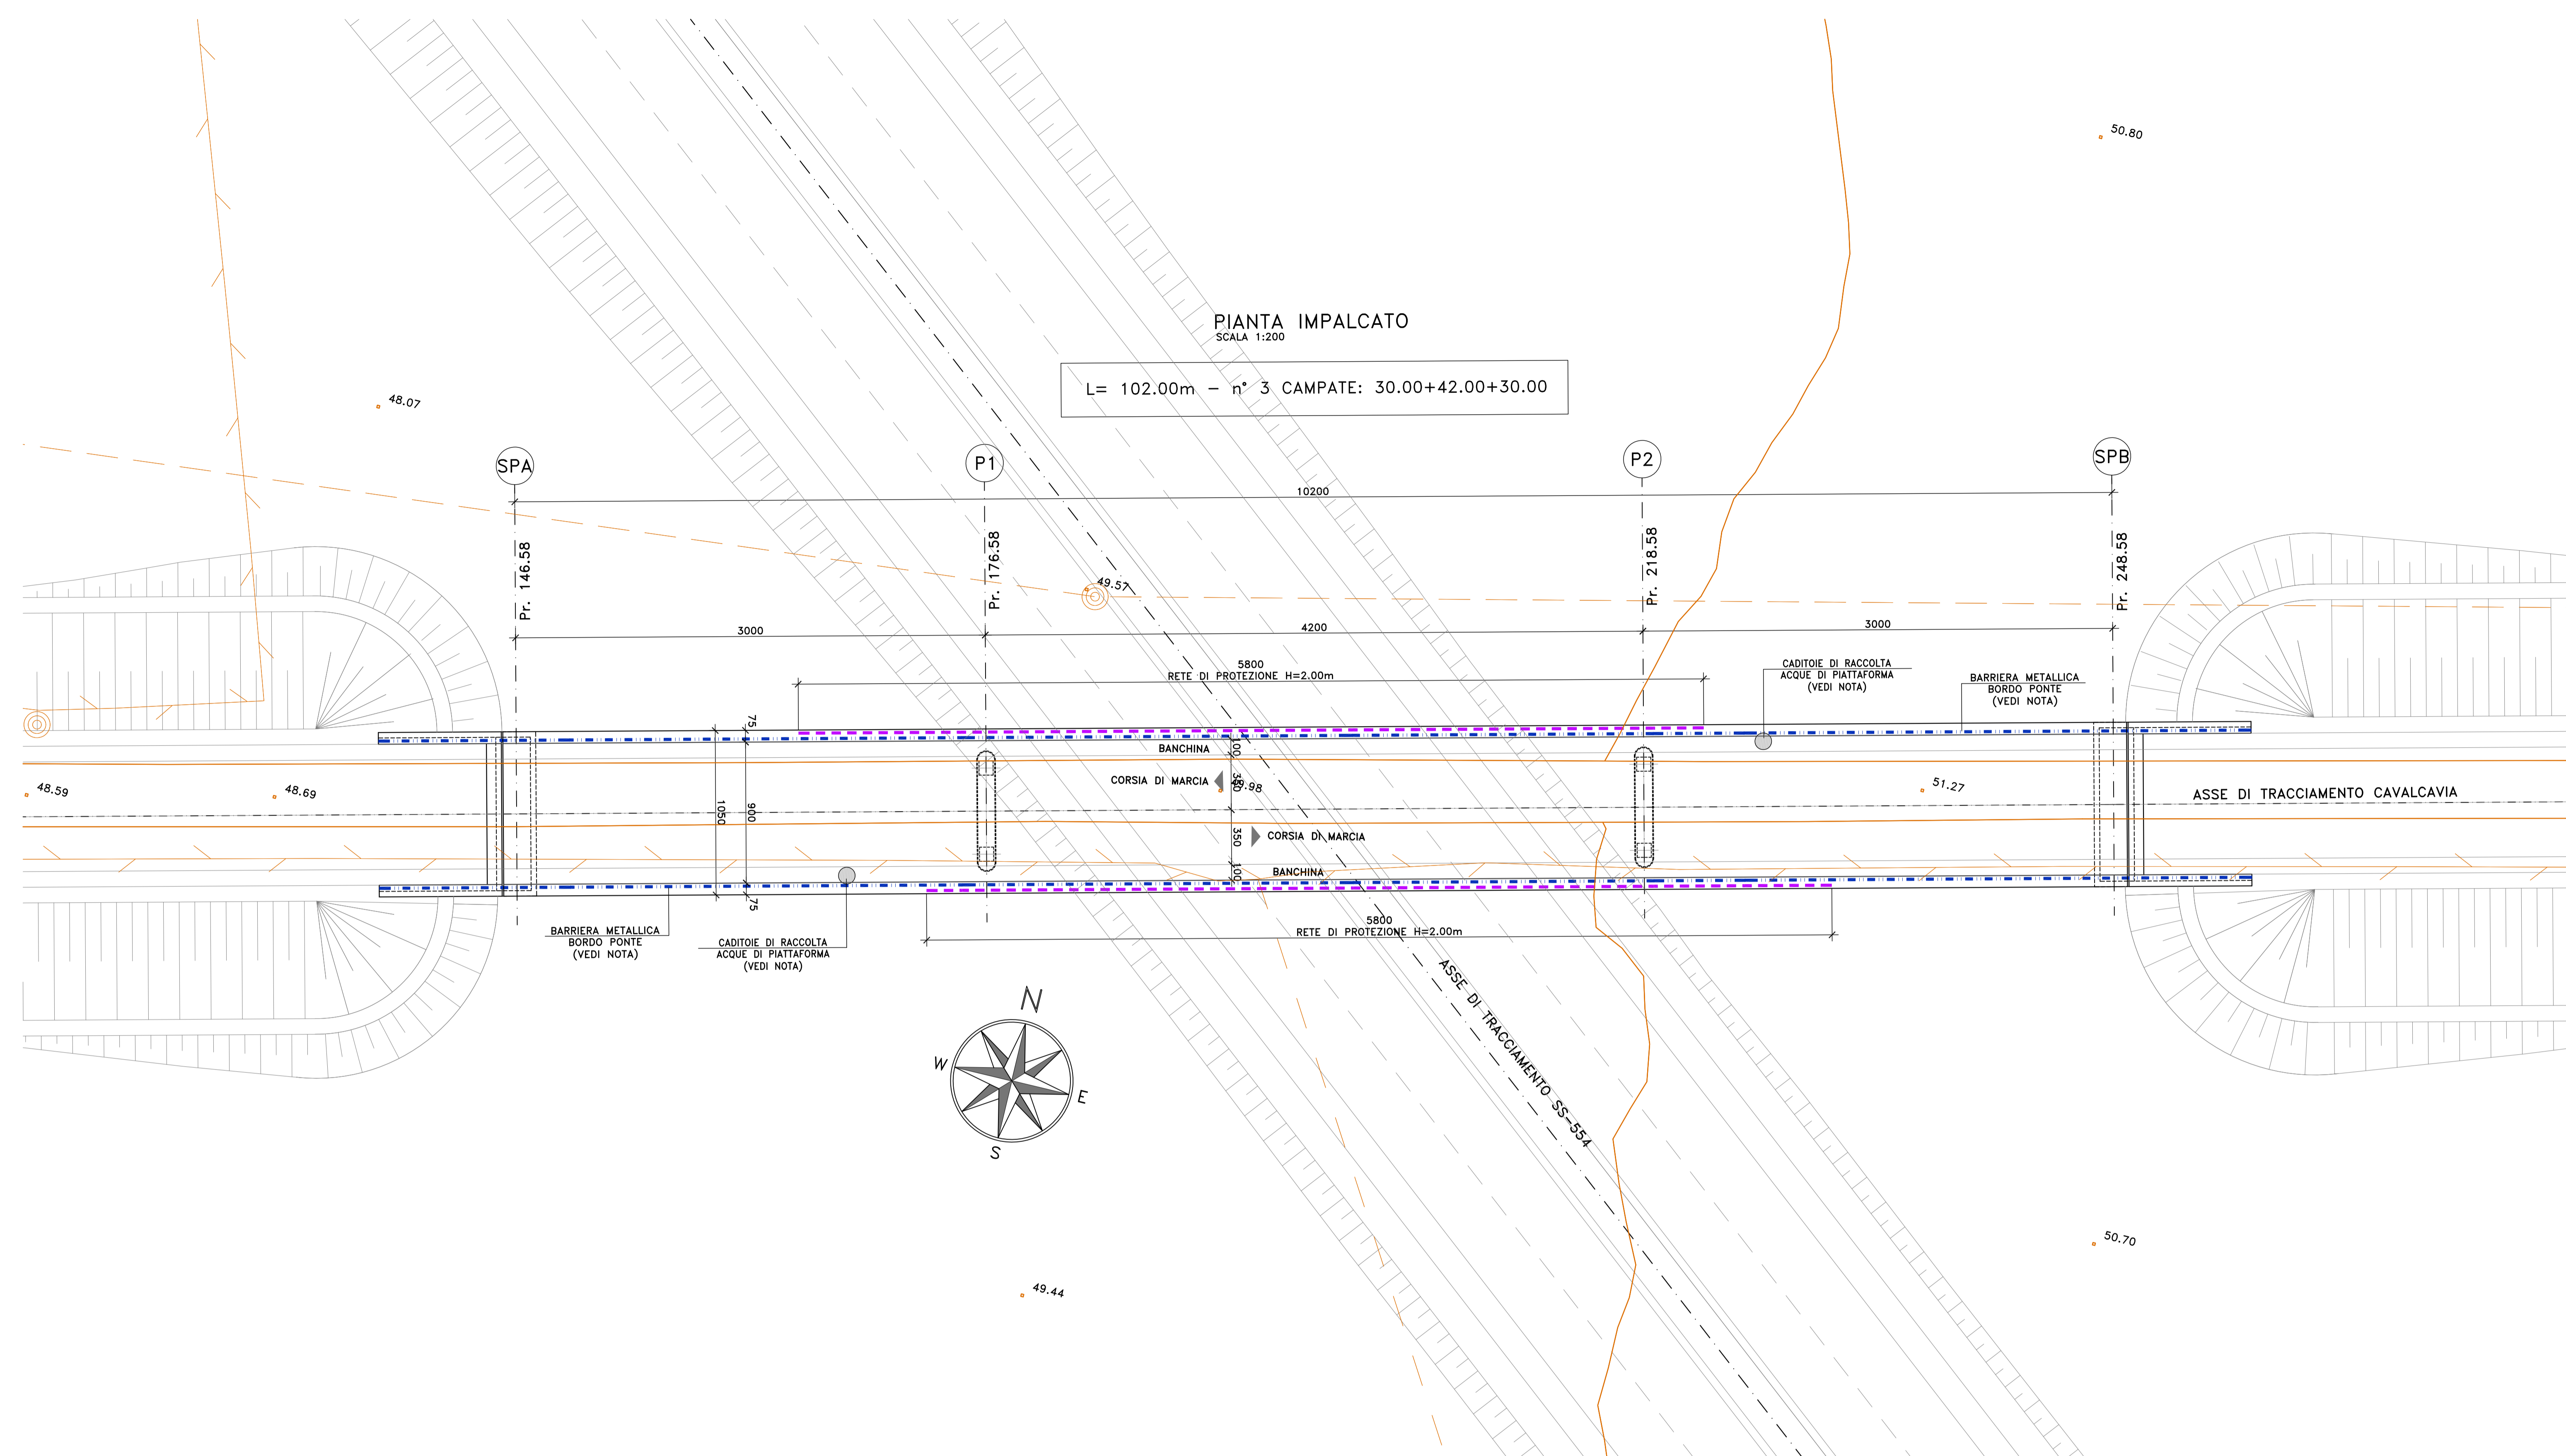 50.80
PIANTA IMPALCATO
SCALA 1:200
L= 102.00m - n° 3 CAMPATE: 30.00+42.00+30.00
48.07
SPA
P1
P2
SPB
10200
Pr. 146.58
Pr. 176.58
Pr. 218.58
Pr. 248.58
49.57
3000
4200
3000
5800
RETE DI PROTEZIONE H=2.00m
CADITOIE DI RACCOLTA
ACQUE DI PIATTAFORMA
(VEDI NOTA)
BARRIERA METALLICA
BORDO PONTE
(VEDI NOTA)
75
BANCHINA
100
CORSIA DI MARCIA
350
48.59
48.69
51.27
ASSE DI TRACCIAMENTO CAVALCAVIA
1050
900
350
CORSIA DI MARCIA
BANCHINA
100
75
5800
RETE DI PROTEZIONE H=2.00m
BARRIERA METALLICA
BORDO PONTE
(VEDI NOTA)
CADITOIE DI RACCOLTA
ACQUE DI PIATTAFORMA
(VEDI NOTA)
ASSE DI TRACCIAMENTO SS-554
N
W
E
S
50.70
49.44